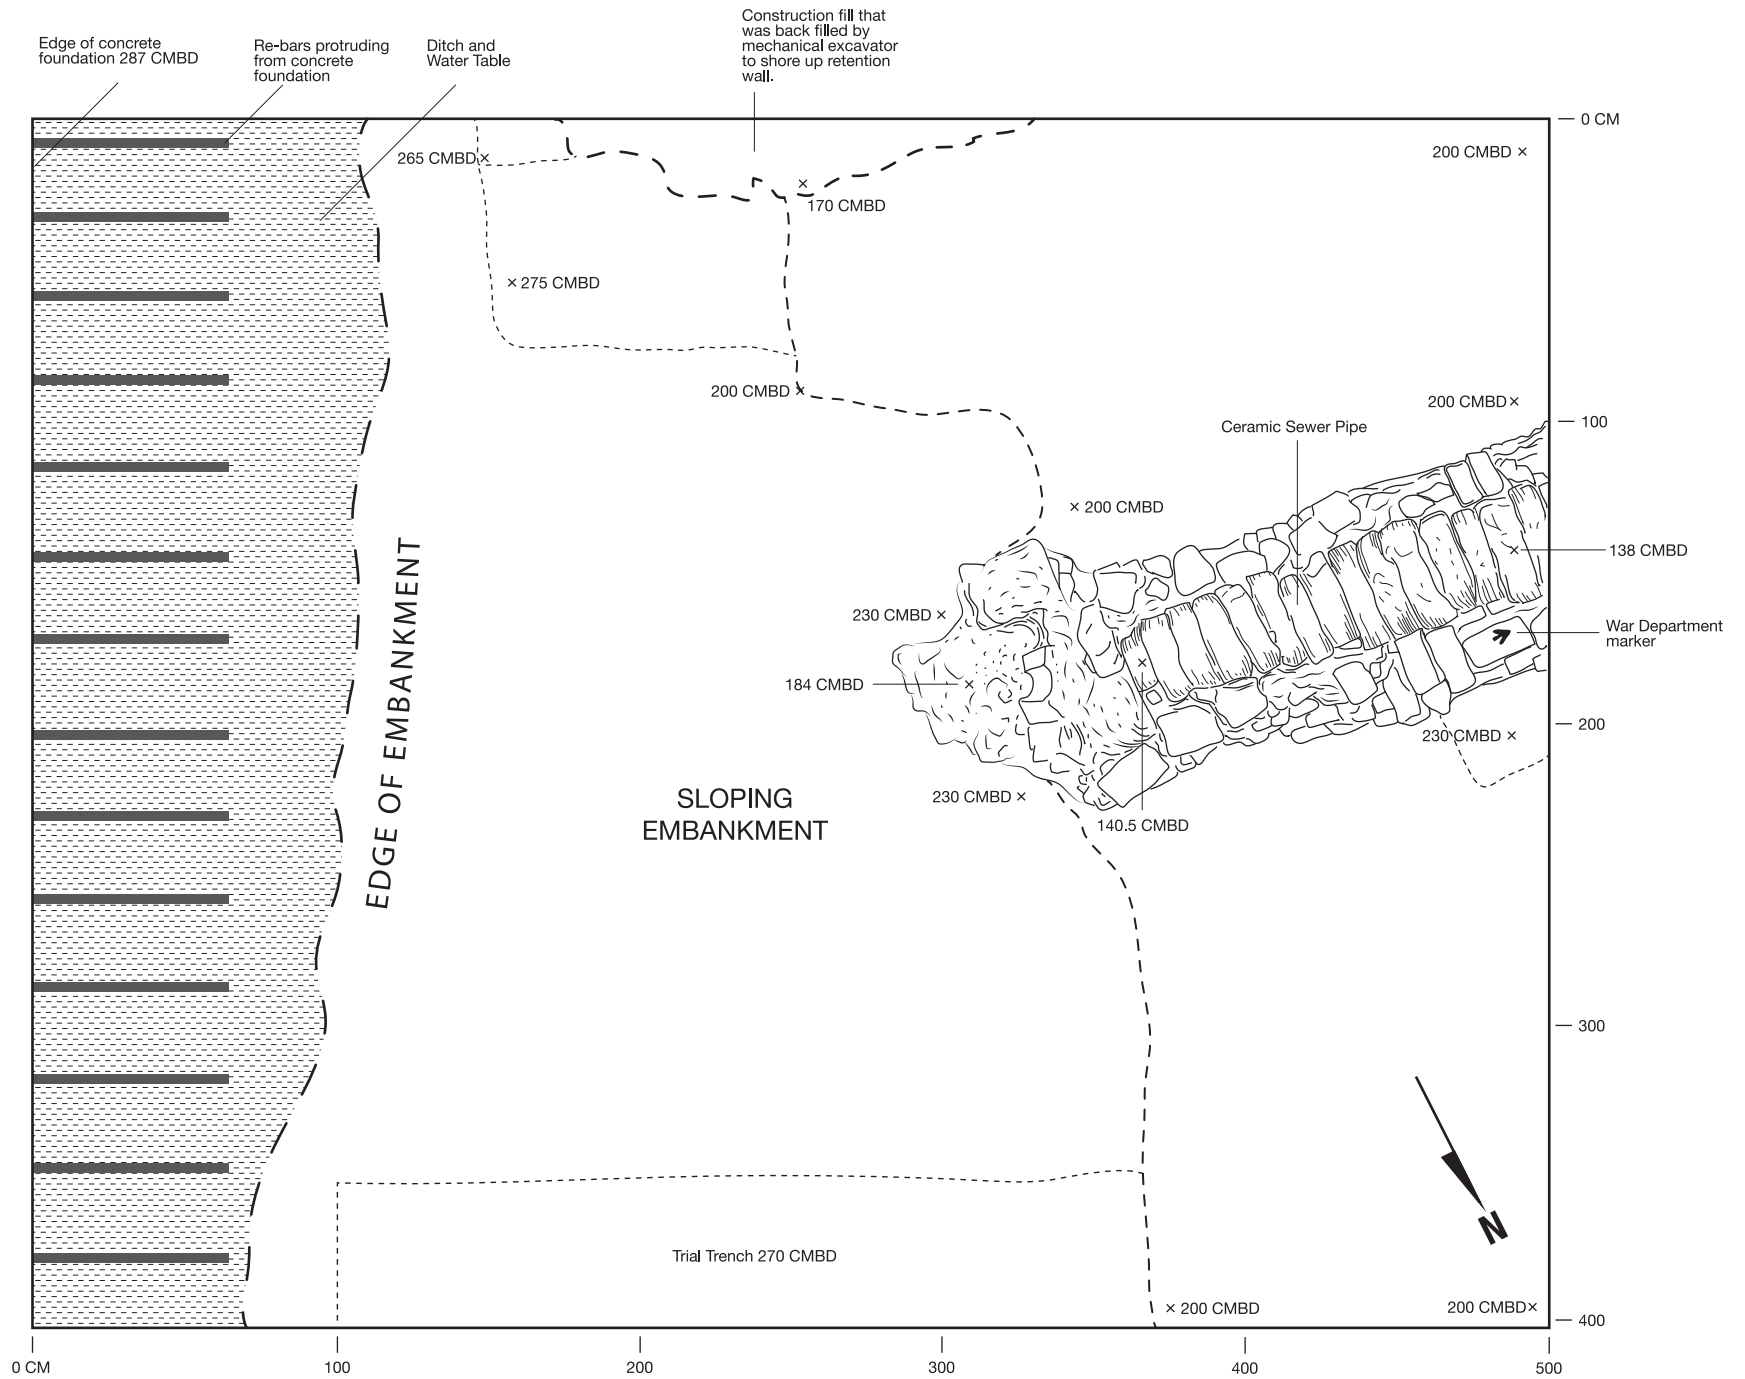 Construction fill that
was back filled by
mechanical excavator
to shore up retention
wall.
Edge of concrete
foundation 287 CMBD
Re-bars protruding
from concrete
foundation
Ditch and
Water Table
0 CM
200 CMBD
265 CMBD
170 CMBD
275 CMBD
200 CMBD
200 CMBD
100
Ceramic Sewer Pipe
200 CMBD
138 CMBD
EDGE OF EMBANKMENT
230 CMBD
War Department
marker
184 CMBD
200
230 CMBD
230 CMBD
SLOPING
EMBANKMENT
140.5 CMBD
300
N
Trial Trench 270 CMBD
200 CMBD
200 CMBD
400
0 CM
100
200
300
400
500